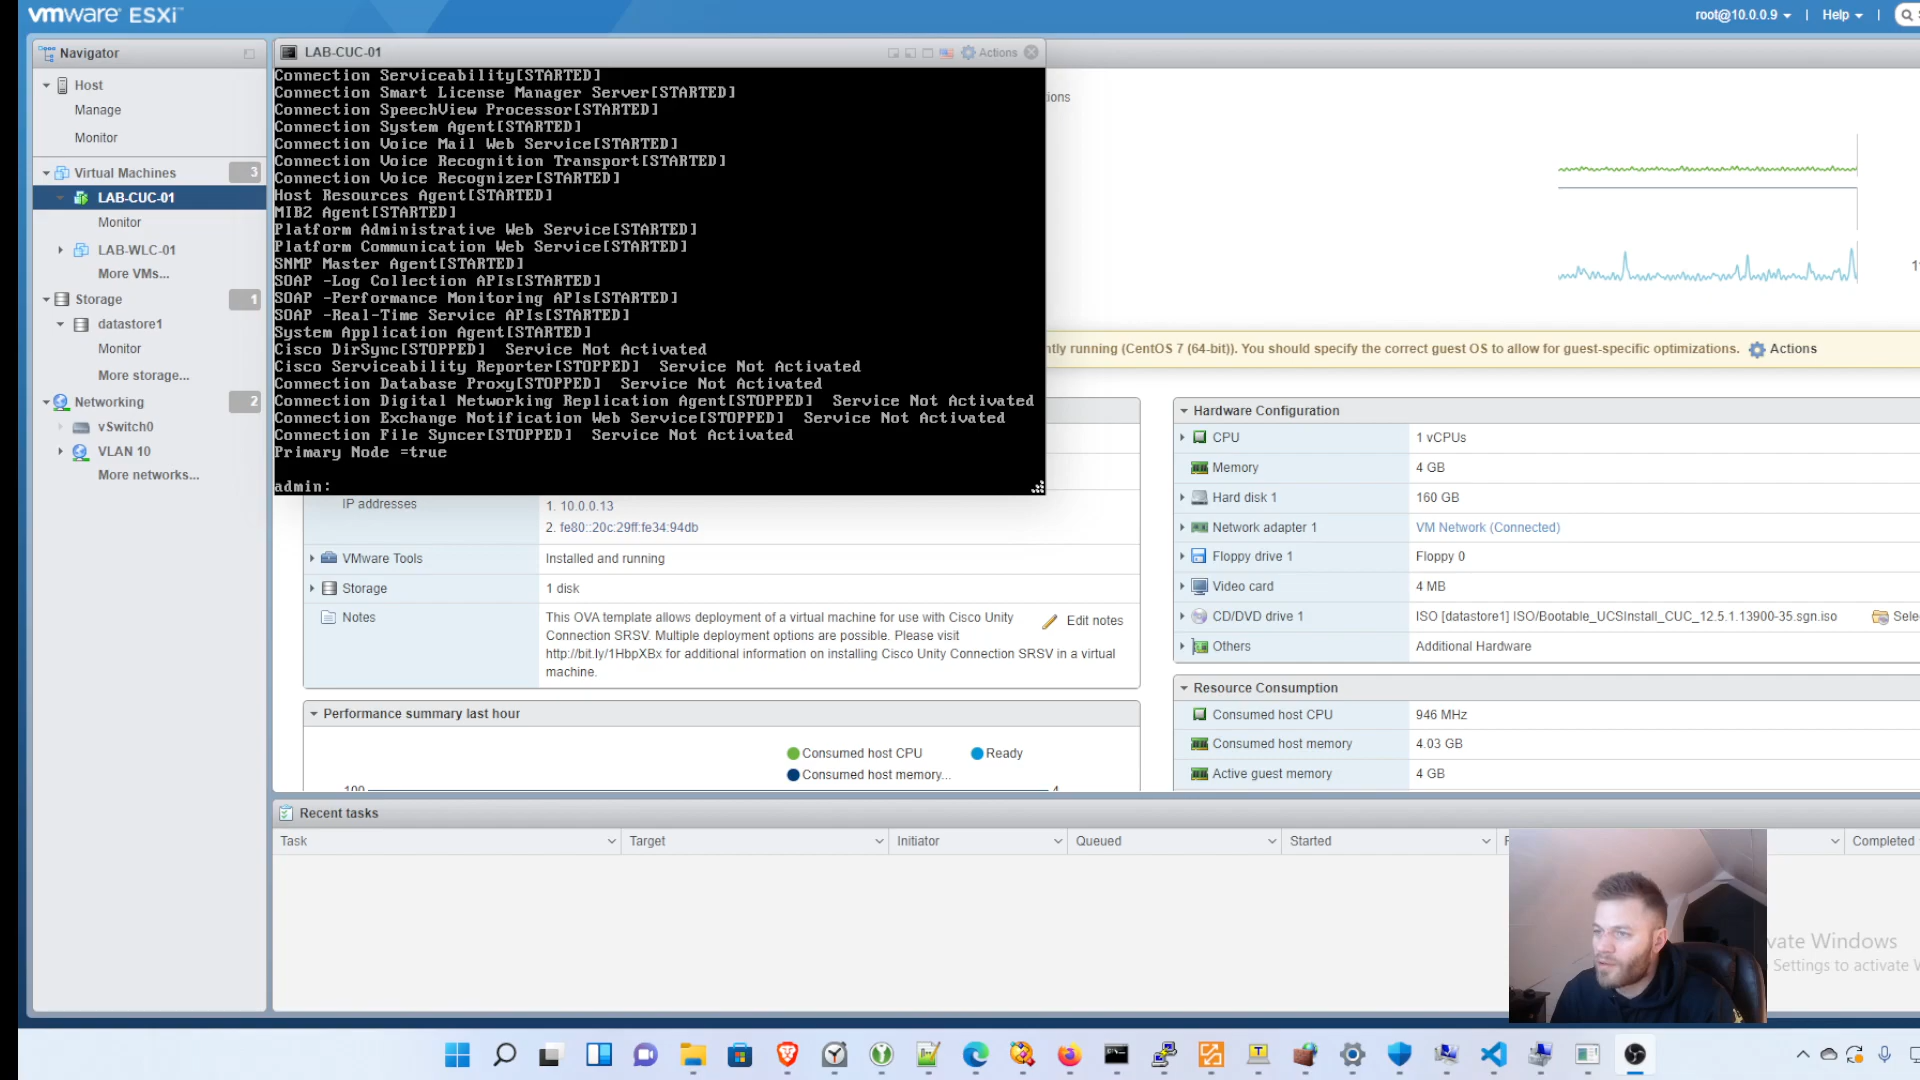 vmware ESXi
root@10.0.0.9
Help
Navigator
Host
Manage
Monitor
Virtual Machines
3
LAB-CUC-01
Monitor
LAB-WLC-01
More VMs...
Storage
1
datastore1
Monitor
More storage...
Networking
2
vSwitch0
VLAN 10
More networks...
LAB-CUC-01
Actions
Connection Serviceability[STARTED]
Connection Smart License Manager Server[STARTED]
Connection SpeechView Processor[STARTED]
Connection System Agent[STARTED]
Connection Voice Mail Web Service[STARTED]
Connection Voice Recognition Transport[STARTED]
Connection Voice Recognizer[STARTED]
Host Resources Agent[STARTED]
MIB2 Agent[STARTED]
Platform Administrative Web Service[STARTED]
Platform Communication Web Service[STARTED]
SNMP Master Agent[STARTED]
SOAP -Log Collection APIs[STARTED]
SOAP -Performance Monitoring APIs[STARTED]
SOAP -Real-Time Service APIs[STARTED]
System Application Agent[STARTED]
Cisco DirSync[STOPPED]  Service Not Activated
Cisco Serviceability Reporter[STOPPED]  Service Not Activated
Connection Database Proxy[STOPPED]  Service Not Activated
Connection Digital Networking Replication Agent[STOPPED]  Service Not Activated
Connection Exchange Notification Web Service[STOPPED]  Service Not Activated
Connection File Syncer[STOPPED]  Service Not Activated
Primary Node =true
admin:
ions
ntly running (CentOS 7 (64-bit)). You should specify the correct guest OS to allow for guest-specific optimizations. Actions
IP addresses
1. 10.0.0.13
2. fe80::20c:29ff:fe34:94db
VMware Tools
Installed and running
Storage
1 disk
Notes
This OVA template allows deployment of a virtual machine for use with Cisco Unity
Connection SRSV. Multiple deployment options are possible. Please visit
http://bit.ly/1HbpXBx for additional information on installing Cisco Unity Connection SRSV in a virtual
machine.
Edit notes
Performance summary last hour
Consumed host CPU
Ready
Consumed host memory...
100
4
Hardware Configuration
CPU
1 vCPUs
Memory
4 GB
Hard disk 1
160 GB
Network adapter 1
VM Network (Connected)
Floppy drive 1
Floppy 0
Video card
4 MB
CD/DVD drive 1
ISO [datastore1] ISO/Bootable_UCSInstall_CUC_12.5.1.13900-35.sgn.iso
Sele
Others
Additional Hardware
Resource Consumption
Consumed host CPU
946 MHz
Consumed host memory
4.03 GB
Active guest memory
4 GB
Recent tasks
Task
Target
Initiator
Queued
Started
Completed
vate Windows
Settings to activate